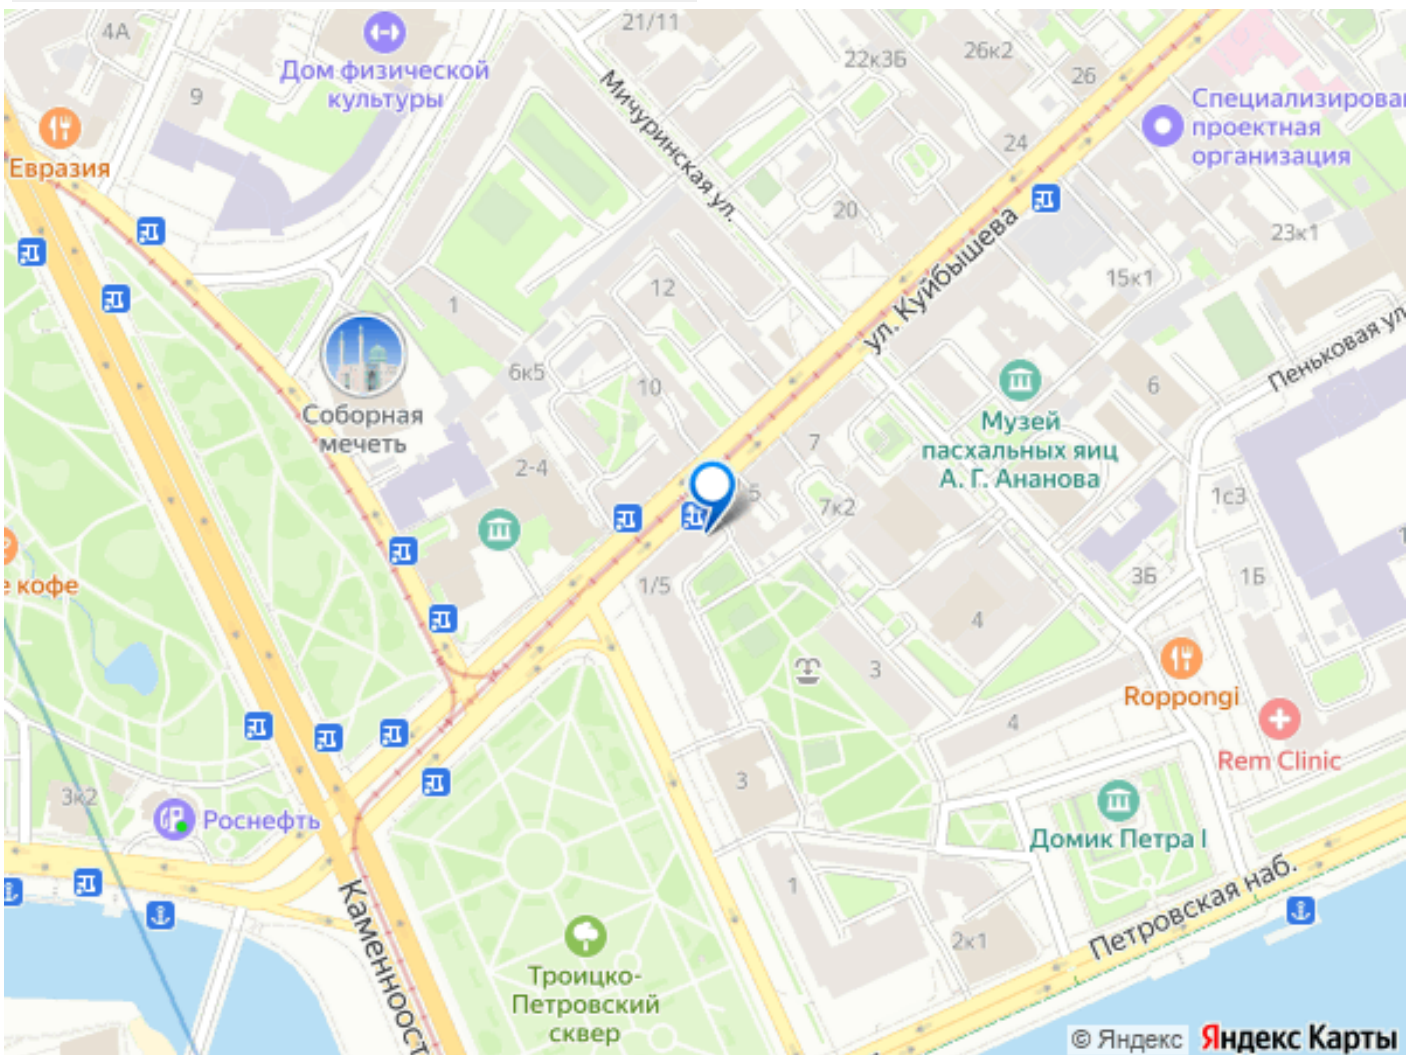 4А
21/11
22к3Б
26к2
26
Дом физической
культуры
9
Евразия
Мичуринская ул.
Специализирова
проектная
организация
24
20
ул. Куйбышева
23к1
15к1
12
1
Пеньковая ул
6к5
10
Соборная
мечеть
6
Музей
пасхальных яиц
А. Г. Ананова
7
2-4
5
7к2
1с3
1
е кофе
1/5
3Б
1Б
4
3
Roppongi
4
Rem Clinic
3
3к2
Роснефть
Домик Петра I
1
Каменноост
Петровская наб.
2к1
Троицко-
Петровский
сквер
© Яндекс Яндекс Карты